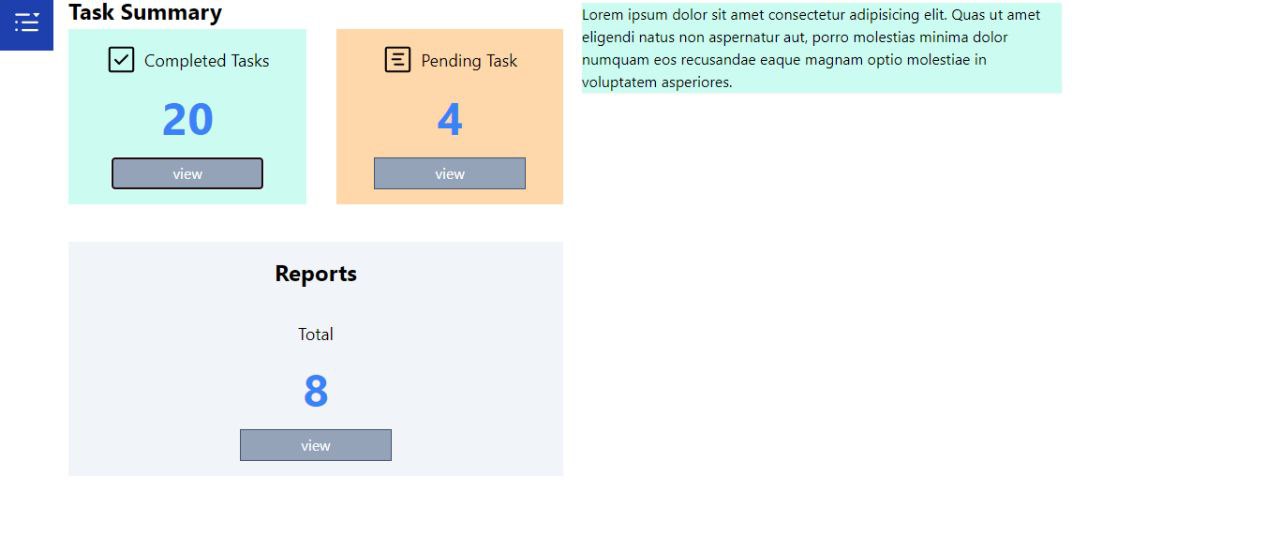 Task Summary
Completed Tasks
20
view
Pending Task
4
view
Reports
Total
8
view
Lorem ipsum dolor sit amet consectetur adipisicing elit. Quas ut amet
eligendi natus non aspernatur aut, porro molestias minima dolor
numquam eos recusandae eaque magnam optio molestiae in
voluptatem asperiores.